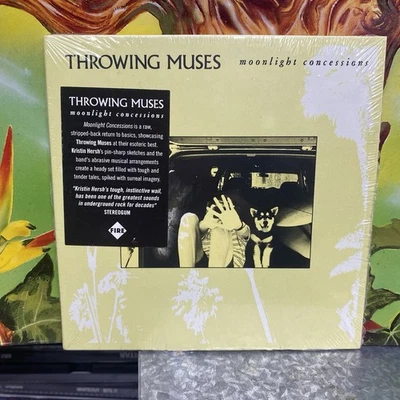 THROWING MUSES moonlight concessions
THROWING MUSES
moonlight concessions
Moonlight Concessions is a raw,
stripped-back return to basics, showcasing
Throwing Muses at their esoteric best.
Kristin Hersh's pin-sharp sketches and the
band's abrasive musical arrangements
create a heady set filled with tough and
tender tales, spiked with surreal imagery.
"Kristin Hersh's tough, instinctive wail,
has been one of the greatest sounds
in underground rock for decades"
STEREOGUM
FIRE